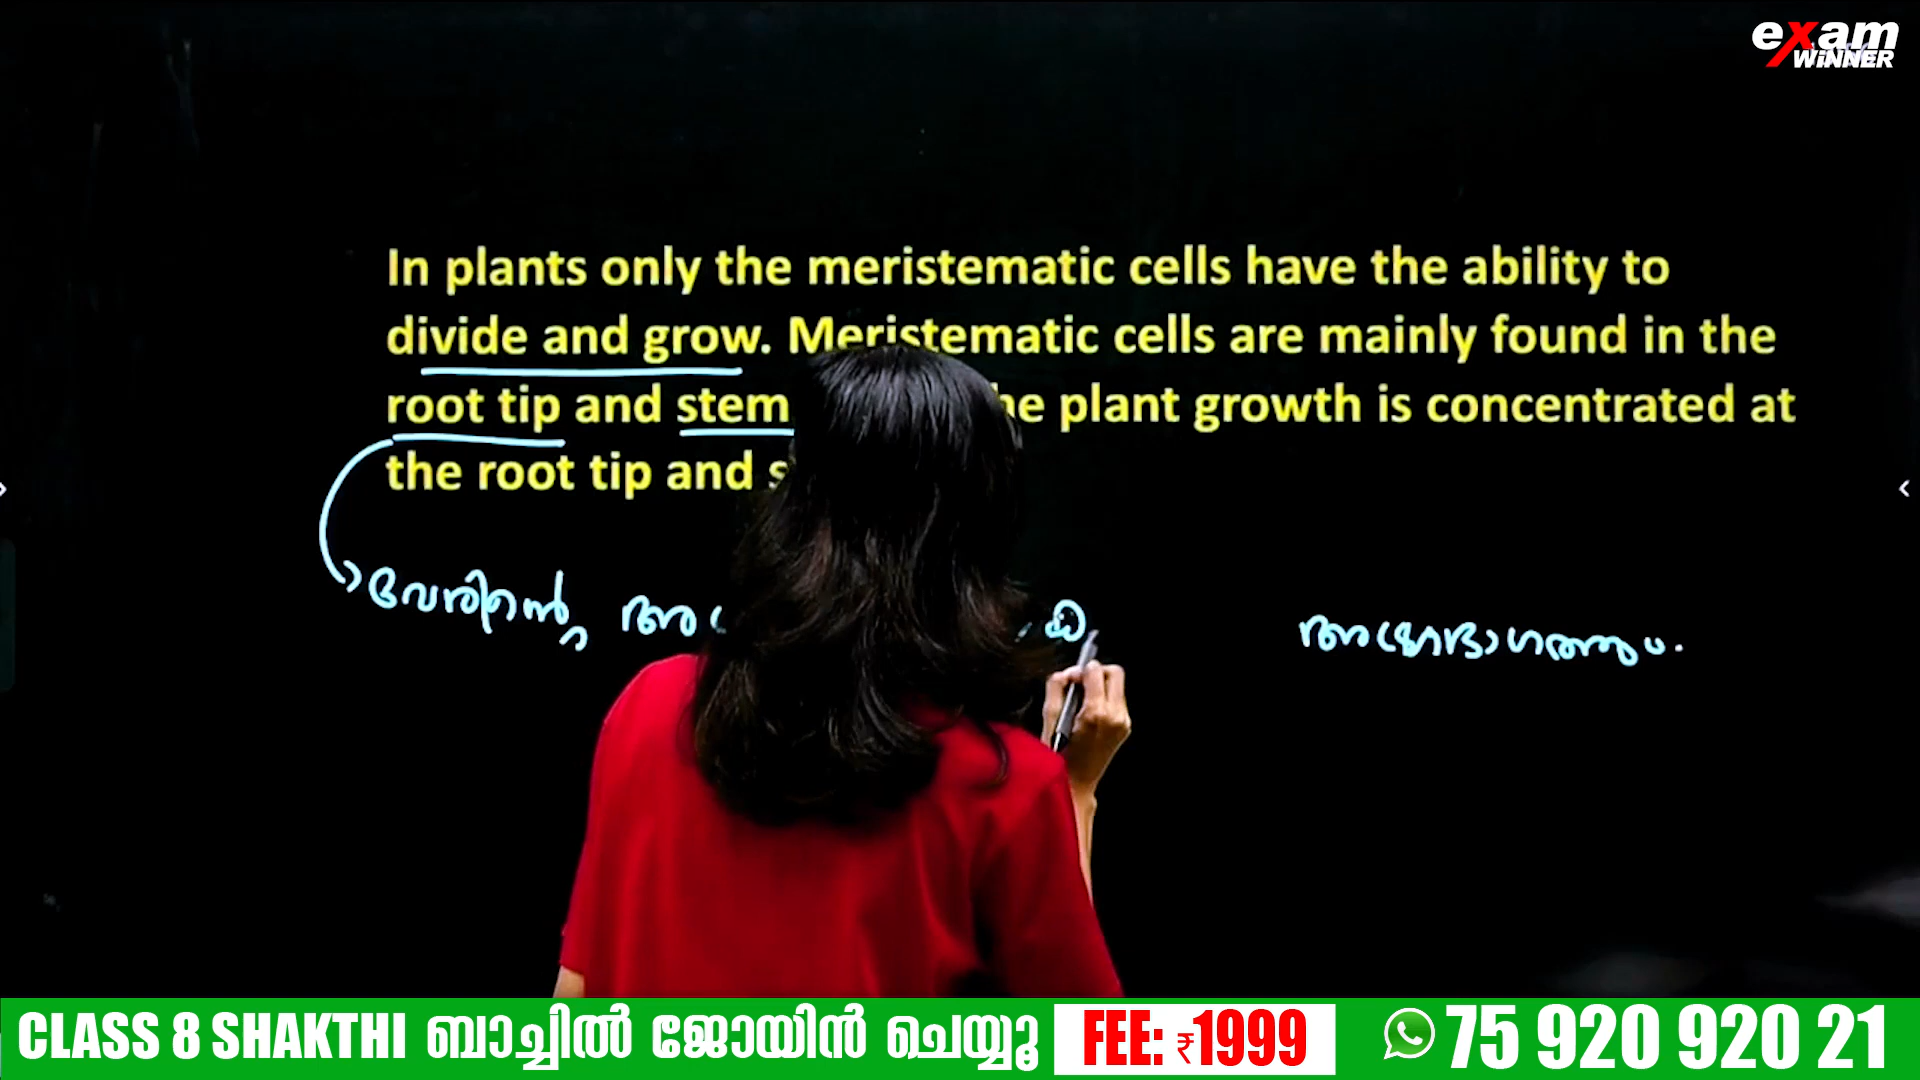 exam
WINNER
In plants only the meristematic cells have the ability to
divide and grow. Meristematic cells are mainly found in the
root tip and stem he plant growth is concentrated at
the root tip and s
വേരിന്റെ അഗ്രഭാഗത്തും.
CLASS 8 SHAKTHI ബാച്ചിൽ ജോയിൻ ചെയ്യൂ FEE: ₹1999 75 920 920 21